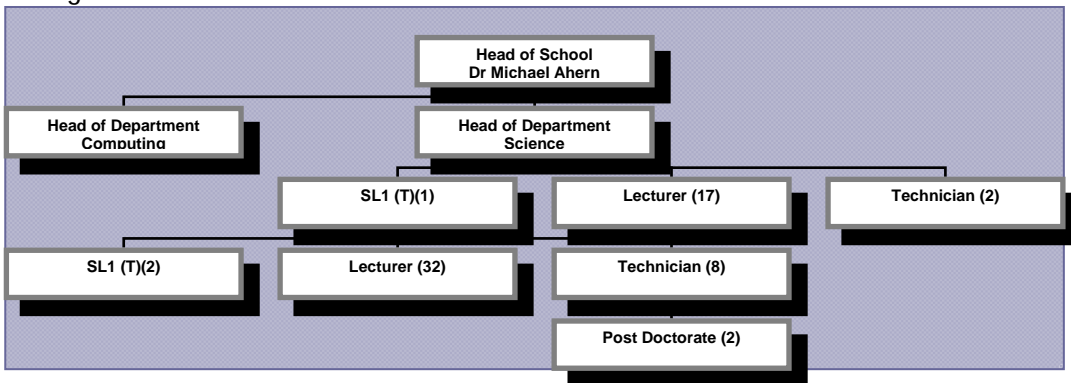 Head of School
Dr Michael Ahern
Head of Department
Computing
Head of Department
Science
SL1 (T)(1)
Lecturer (17)
Technician (2)
SL1 (T)(2)
Lecturer (32)
Technician (8)
Post Doctorate (2)